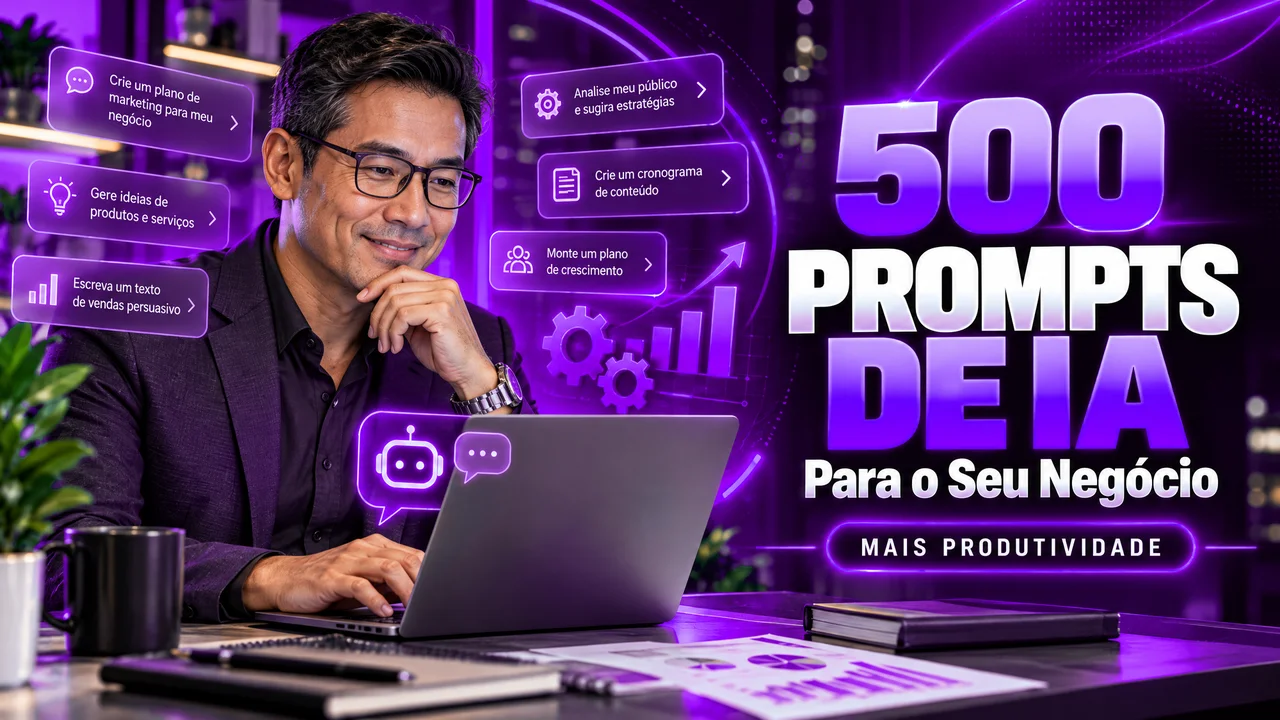 Crie um plano de
marketing para meu
negócio
Gere ideias de
produtos e serviços
Escreva um texto
de vendas persuasivo
Analise meu público
e sugira estratégias
Crie um cronograma
de conteúdo
Monte um plano
de crescimento
500
PROMPTS
DE IA
Para o Seu Negócio
MAIS PRODUTIVIDADE